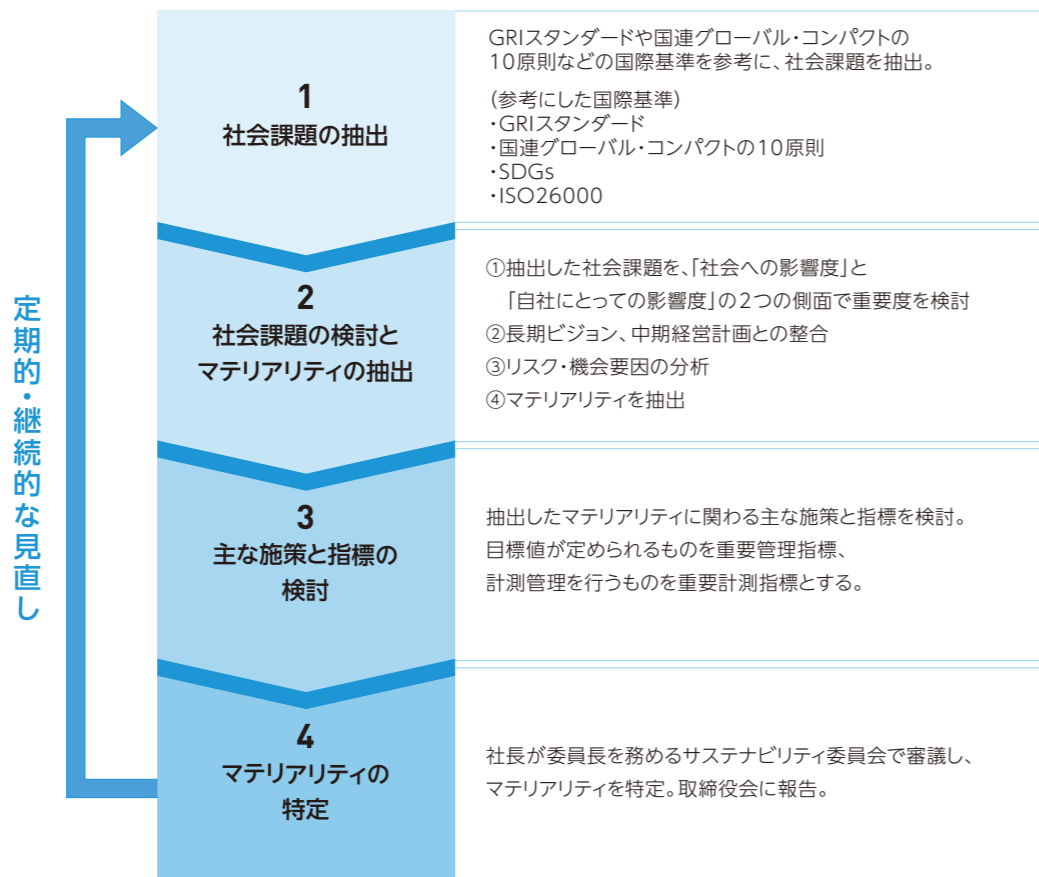 定期的・継続的な見直し
1
社会課題の抽出
GRIスタンダードや国連グローバル・コンパクトの
10原則などの国際基準を参考に、社会課題を抽出。
(参考にした国際基準)
・GRIスタンダード
・国連グローバル・コンパクトの10原則
・SDGs
・ISO26000
2
社会課題の検討と
マテリアリティの抽出
①抽出した社会課題を、「社会への影響度」と
「自社にとっての影響度」の2つの側面で重要度を検討
②長期ビジョン、中期経営計画との整合
③リスク・機会要因の分析
④マテリアリティを抽出
3
主な施策と指標の
検討
抽出したマテリアリティに関わる主な施策と指標を検討。
目標値が定められるものを重要管理指標、
計測管理を行うものを重要計測指標とする。
4
マテリアリティの
特定
社長が委員長を務めるサステナビリティ委員会で審議し、
マテリアリティを特定。取締役会に報告。